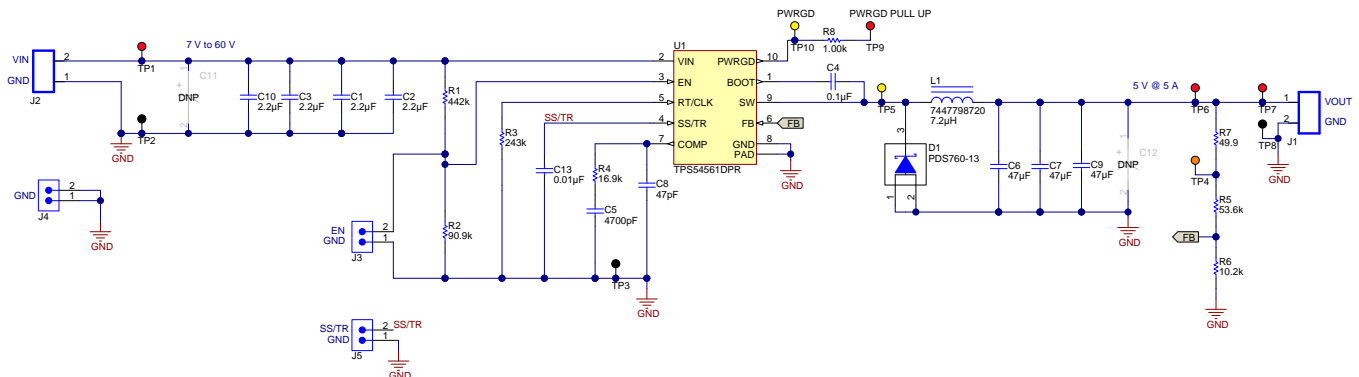 PWRGD
PWRGD PULL UP
TP10
R8
1.00k
TP9
7 V to 60 V
VIN
GND
2
1
J2
TP1
TP2
GND
1
C11
DNP
2
C10
2.2µF
C3
2.2µF
C1
2.2µF
C2
2.2µF
R1
442k
R3
243k
SS/TR
C13
0.01µF
R4
16.9k
C5
4700pF
C8
47pF
R2
90.9k
U1
2
VIN
PWRGD
10
3
EN
BOOT
1
5
RT/CLK
SW
9
4
SS/TR
FB
6
FB
7
COMP
GND
8
PAD
TPS54561DPR
GND
C4
0.1µF
TP5
L1
7447798720
7.2µH
3
D1
PDS760-13
1
2
C6
47µF
C7
47µF
C9
47µF
1
C12
DNP
2
GND
5 V @ 5 A
TP6
TP7
TP8
1
2
VOUT
GND
J1
GND
R7
49.9
TP4
R5
53.6k
FB
R6
10.2k
GND
GND
2
1
J4
GND
EN
GND
2
1
J3
TP3
GND
SS/TR
GND
2
1
SS/TR
J5
GND